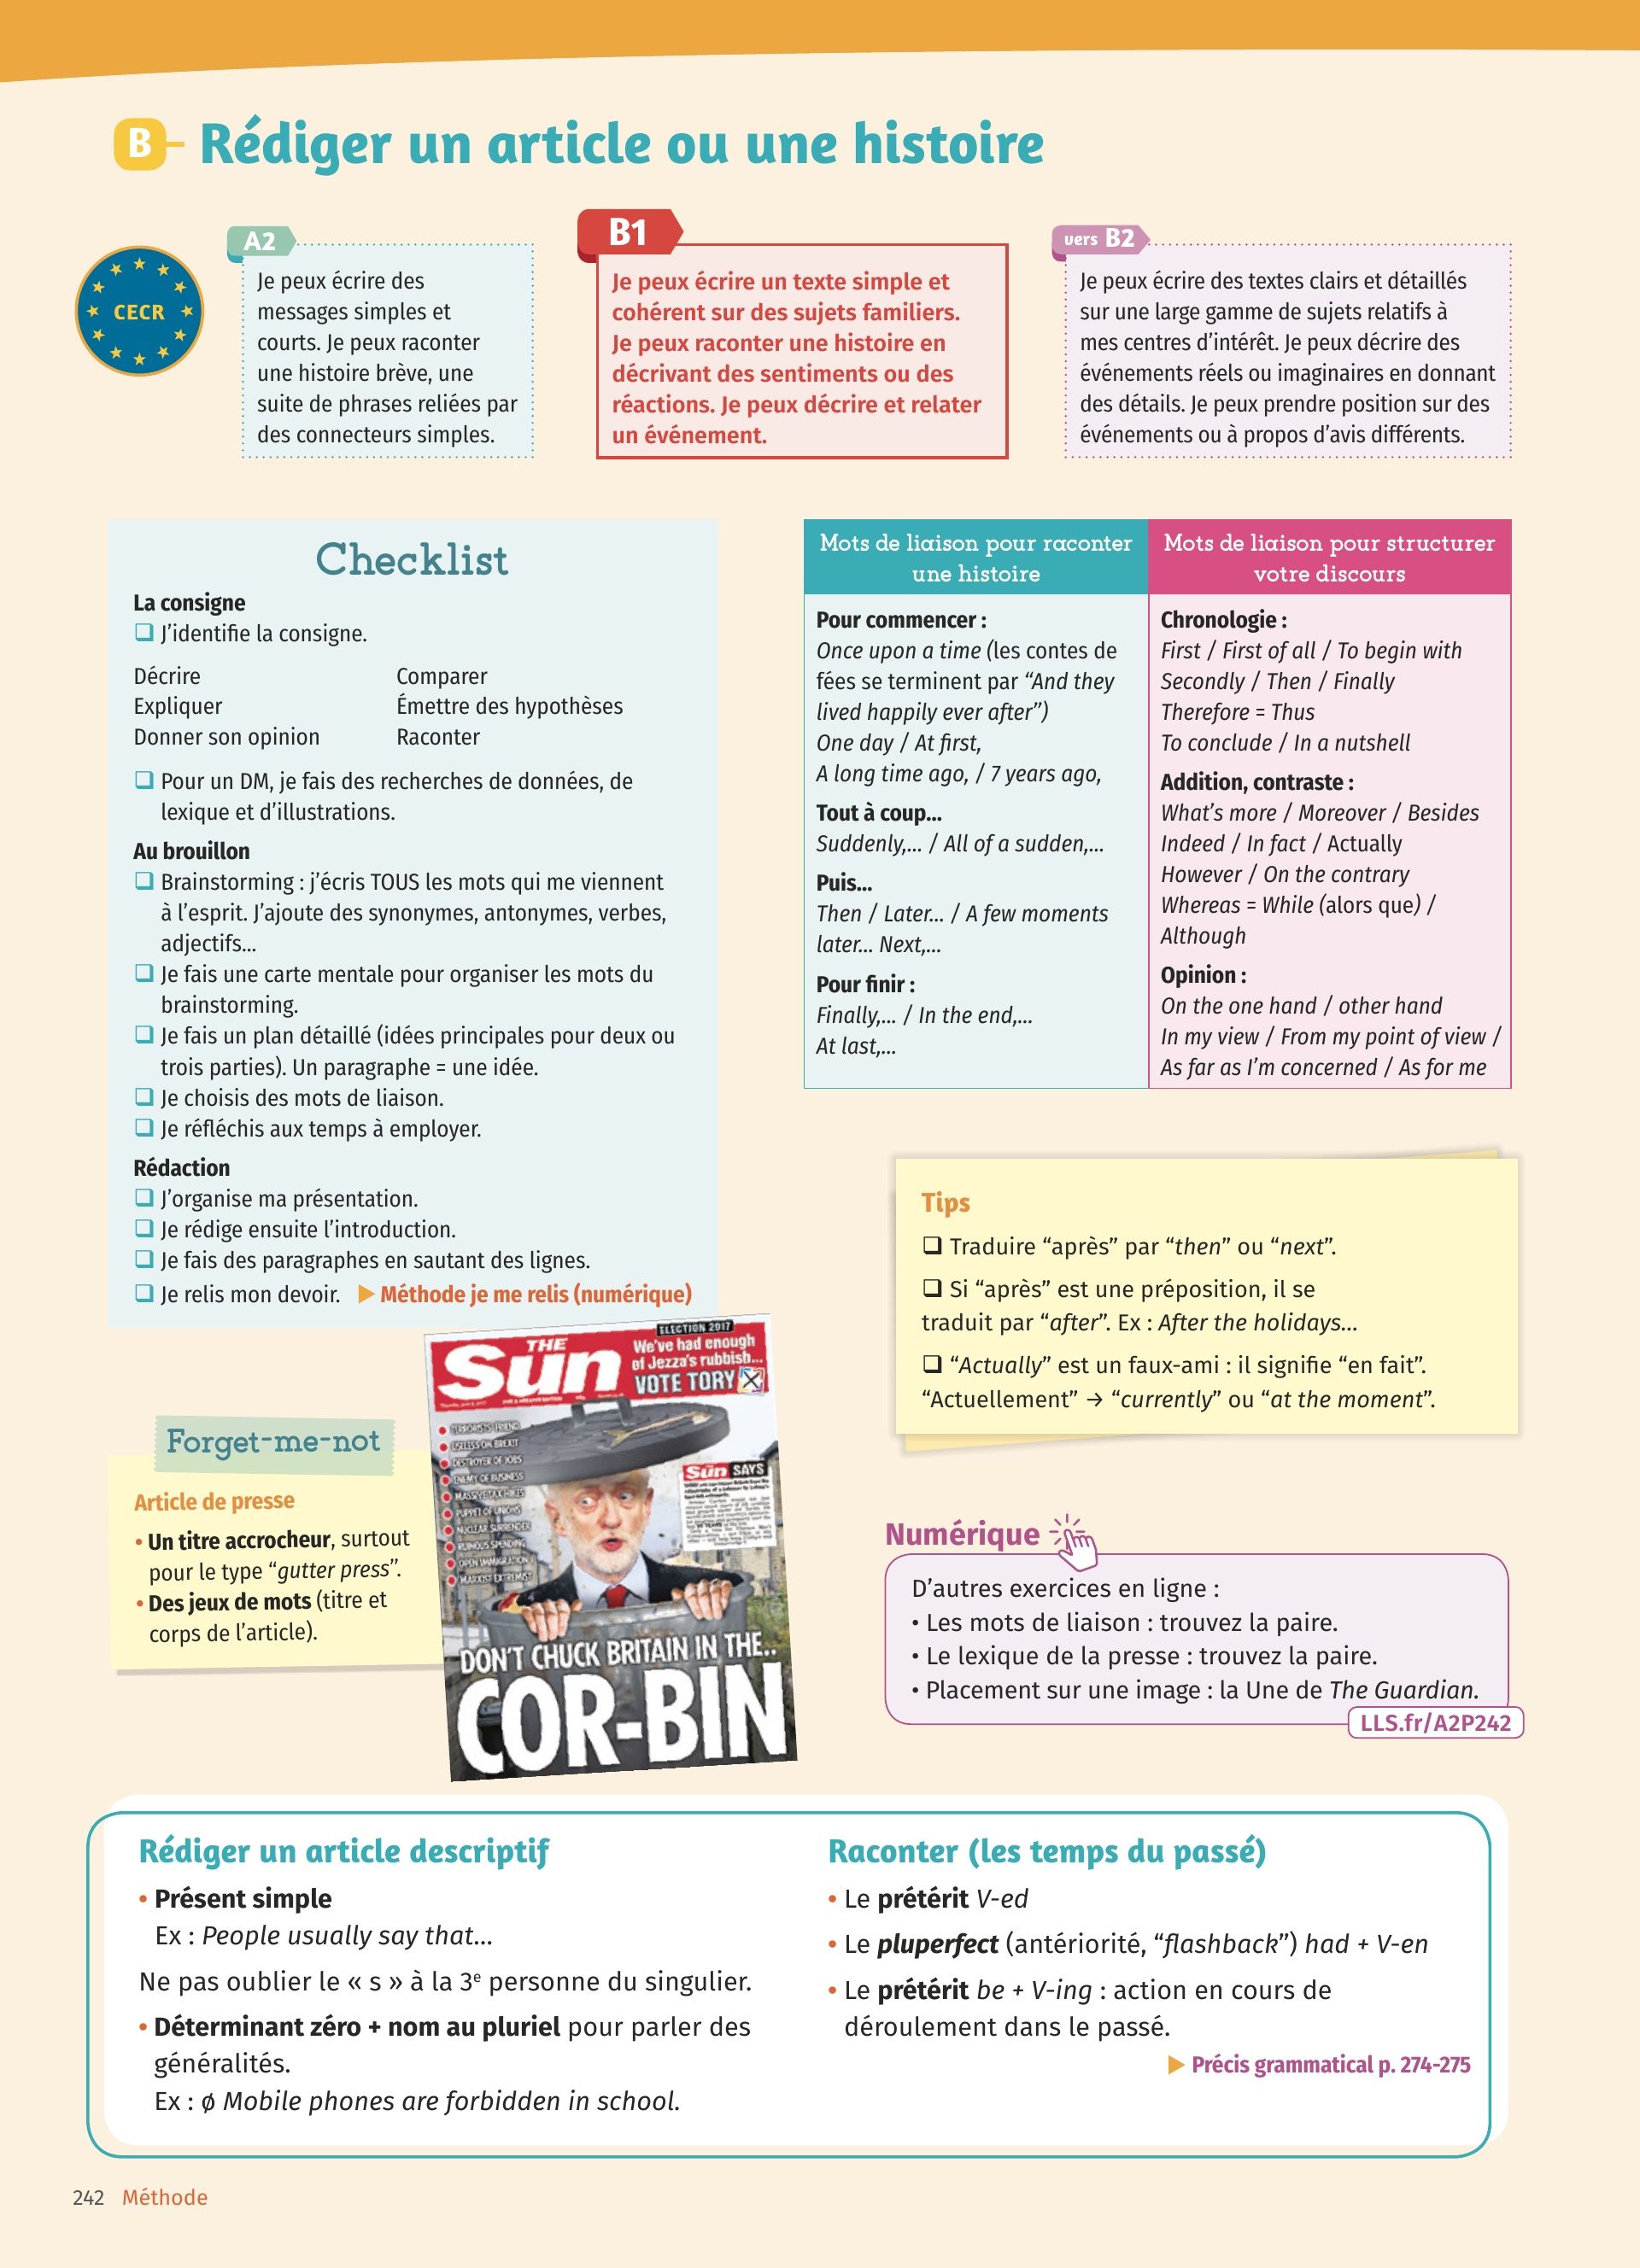 B
Rédiger un article ou une histoire
CECR
A2
Je peux écrire des
messages simples et
courts. Je peux raconter
une histoire brève, une
suite de phrases reliées par
des connecteurs simples.
B1
Je peux écrire un texte simple et
cohérent sur des sujets familiers.
Je peux raconter une histoire en
décrivant des sentiments ou des
réactions. Je peux décrire et relater
un événement.
vers B2
Je peux écrire des textes clairs et détaillés
sur une large gamme de sujets relatifs à
mes centres d’intérêt. Je peux décrire des
événements réels ou imaginaires en donnant
des détails. Je peux prendre position sur des
événements ou à propos d’avis différents.
Checklist
La consigne
❑ J’identifie la consigne.
Décrire Comparer
Expliquer Émettre des hypothèses
Donner son opinion Raconter
❑ Pour un DM, je fais des recherches de données, de
lexique et d’illustrations.
Au brouillon
❑ Brainstorming : j’écris TOUS les mots qui me viennent
à l’esprit. J’ajoute des synonymes, antonymes, verbes,
adjectifs...
❑ Je fais une carte mentale pour organiser les mots du
brainstorming.
❑ Je fais un plan détaillé (idées principales pour deux ou
trois parties). Un paragraphe = une idée.
❑ Je choisis des mots de liaison.
❑ Je réfléchis aux temps à employer.
Rédaction
❑ J’organise ma présentation.
❑ Je rédige ensuite l’introduction.
❑ Je fais des paragraphes en sautant des lignes.
❑ Je relis mon devoir. ▶ Méthode je me relis (numérique)
Mots de liaison pour raconter
une histoire
Pour commencer :
Once upon a time (les contes de
fées se terminent par “And they
lived happily ever after”)
One day / At first,
A long time ago, / 7 years ago,
Tout à coup...
Suddenly,... / All of a sudden,...
Puis...
Then / Later... / A few moments
later... Next,...
Pour finir :
Finally,... / In the end,...
At last,...
Mots de liaison pour structurer
votre discours
Chronologie :
First / First of all / To begin with
Secondly / Then / Finally
Therefore = Thus
To conclude / In a nutshell
Addition, contraste :
What’s more / Moreover / Besides
Indeed / In fact / Actually
However / On the contrary
Whereas = While (alors que) /
Although
Opinion :
On the one hand / other hand
In my view / From my point of view /
As far as I’m concerned / As for me
Tips
❑ Traduire “après” par “then” ou “next”.
❑ Si “après” est une préposition, il se
traduit par “after”. Ex : After the holidays...
❑ “Actually” est un faux-ami : il signifie “en fait”.
“Actuellement” → “currently” ou “at the moment”.
Forget-me-not
Article de presse
• Un titre accrocheur, surtout
pour le type “gutter press”.
• Des jeux de mots (titre et
corps de l’article).
ELECTION 2017
THE
Sun
We've had enough
of Jezza's rubbish...
VOTE TORY
TERRORISTS' FRIEND
USELESS ON BREXIT
DESTROYER OF JOBS
ENEMY OF BUSINESS
MASSIVE TAX HIKES
PUPPET OF UNIONS
NUCLEAR SURRENDER
RUINOUS SPENDING
OPEN IMMIGRATION
MARXIST EXTREMIST
Sun SAYS
DON'T CHUCK BRITAIN IN THE..
COR-BIN
Numérique
D’autres exercices en ligne :
• Les mots de liaison : trouvez la paire.
• Le lexique de la presse : trouvez la paire.
• Placement sur une image : la Une de The Guardian.
LLS.fr/A2P242
Rédiger un article descriptif
• Présent simple
Ex : People usually say that...
Ne pas oublier le « s » à la 3e personne du singulier.
• Déterminant zéro + nom au pluriel pour parler des
généralités.
Ex : ø Mobile phones are forbidden in school.
Raconter (les temps du passé)
• Le prétérit V-ed
• Le pluperfect (antériorité, “flashback”) had + V-en
• Le prétérit be + V-ing : action en cours de
déroulement dans le passé.
▶ Précis grammatical p. 274-275
242 Méthode